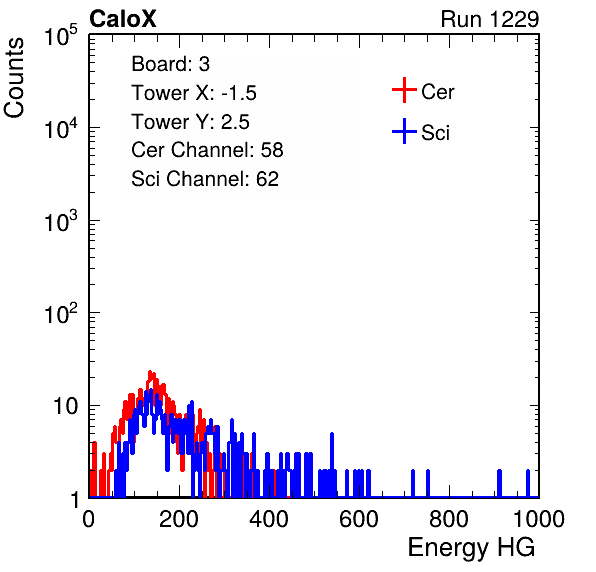 CaloX Run 1229
Counts
10^5
10^4
10^3
10^2
10
1
Board: 3
Tower X: -1.5
Tower Y: 2.5
Cer Channel: 58
Sci Channel: 62
Cer
Sci
0 200 400 600 800 1000
Energy HG